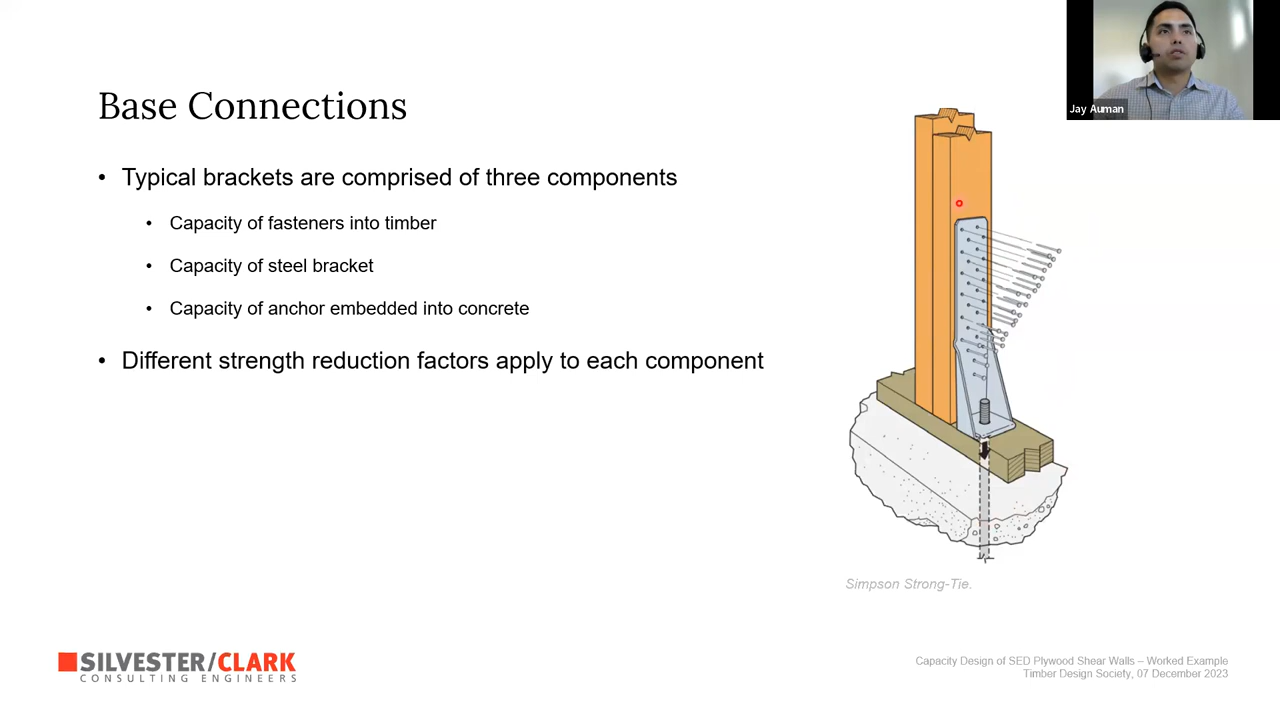 Jay Auman
Base Connections
• Typical brackets are comprised of three components
• Capacity of fasteners into timber
• Capacity of steel bracket
• Capacity of anchor embedded into concrete
• Different strength reduction factors apply to each component
Simpson Strong-Tie.
SILVESTER/CLARK
CONSULTING ENGINEERS
Capacity Design of SED Plywood Shear Walls – Worked Example
Timber Design Society, 07 December 2023